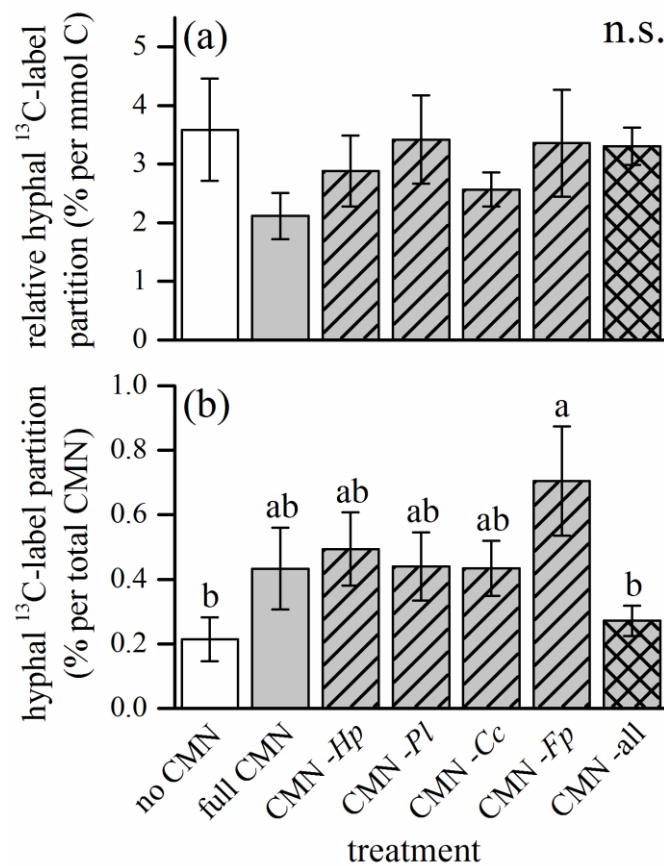 (a)
n.s.
relative hyphal ¹³C-label
partition (% per mmol C)
5
4
3
2
1
0
(b)
hyphal ¹³C-label partition
(% per total CMN)
1.0
0.8
0.6
0.4
0.2
0.0
b
ab
ab
ab
ab
a
b
no CMN
full CMN
CMN -Hp
CMN -Pl
CMN -Cc
CMN -Fp
CMN -all
treatment